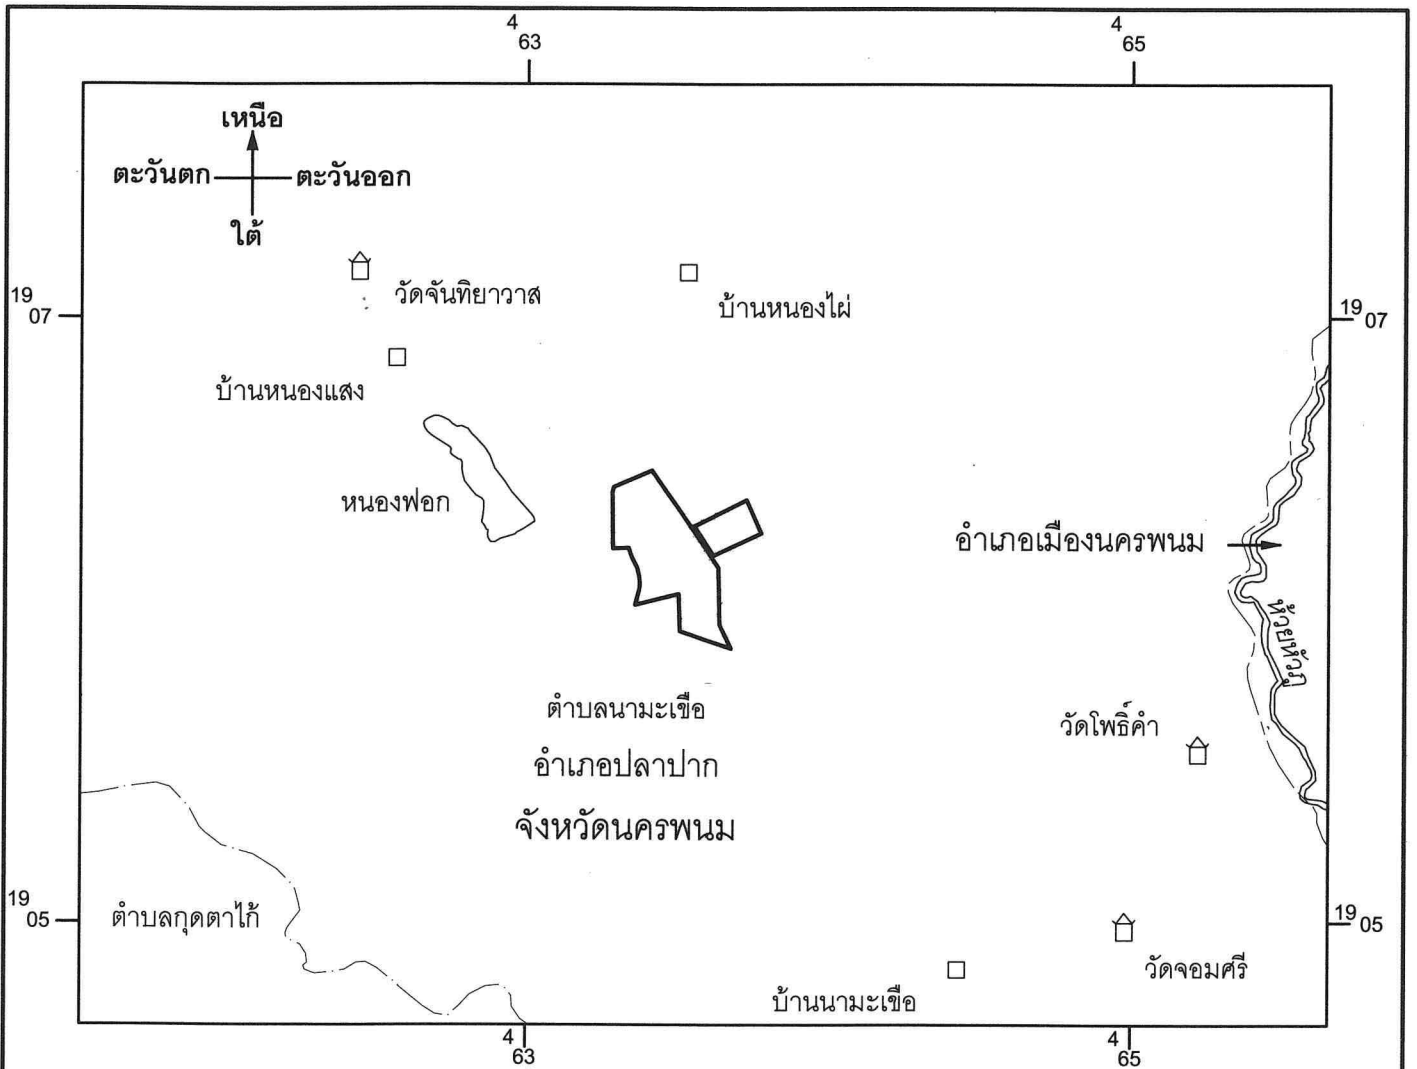 4 63
4 65
เหนือ
ตะวันตก ตะวันออก
ใต้
วัดจันทิยาวาส
บ้านหนองไผ่
19 07
19 07
บ้านหนองแสง
หนองฟอก
อำเภอเมืองนครพนม
ห้วยหัวภู
ตำบลนามะเขือ
วัดโพธิ์คำ
อำเภอปลาปาก
จังหวัดนครพนม
19 05
ตำบลกุดตาไก้
19 05
วัดจอมศรี
บ้านนามะเขือ
4 63
4 65